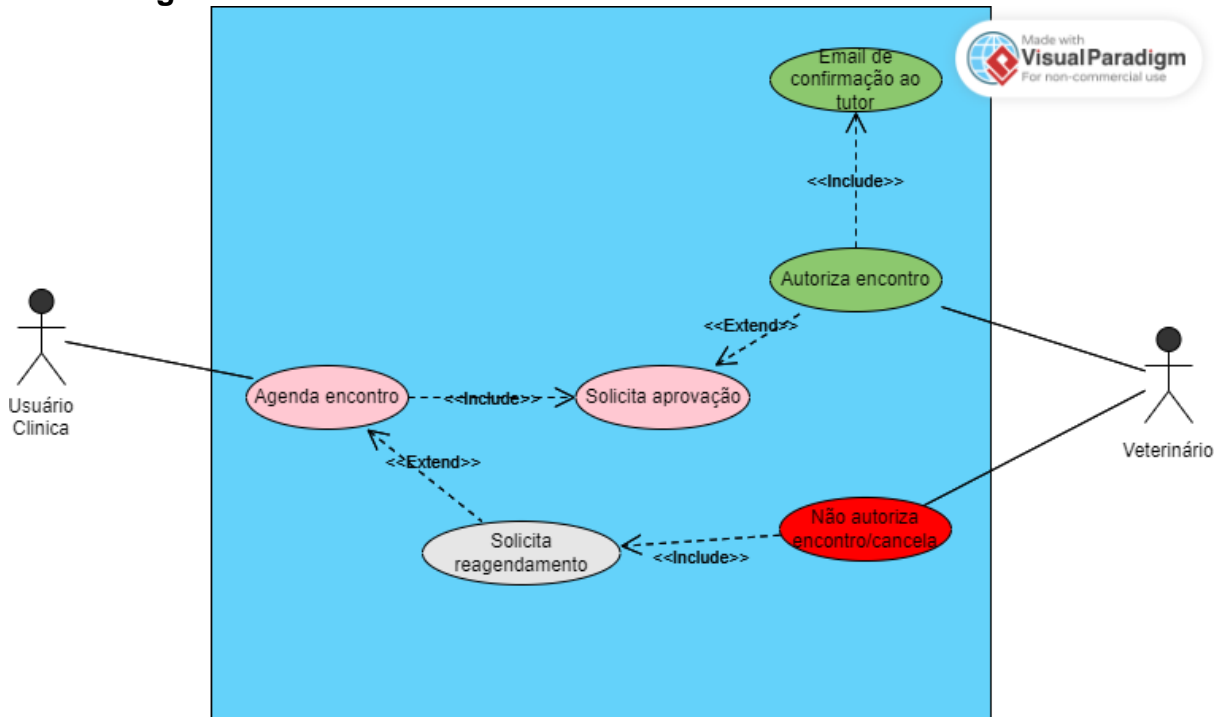 g
Made with
Visual Paradigm
For non-commercial use
Email de
confirmação ao
tutor
<<Include>>
Autoriza encontro
<<Extend>>
Usuário
Clinica
Agenda encontro
<<Include>>
Solicita aprovação
Veterinário
<<Extend>>
Não autoriza
encontro/cancela
Solicita
reagendamento
<<Include>>